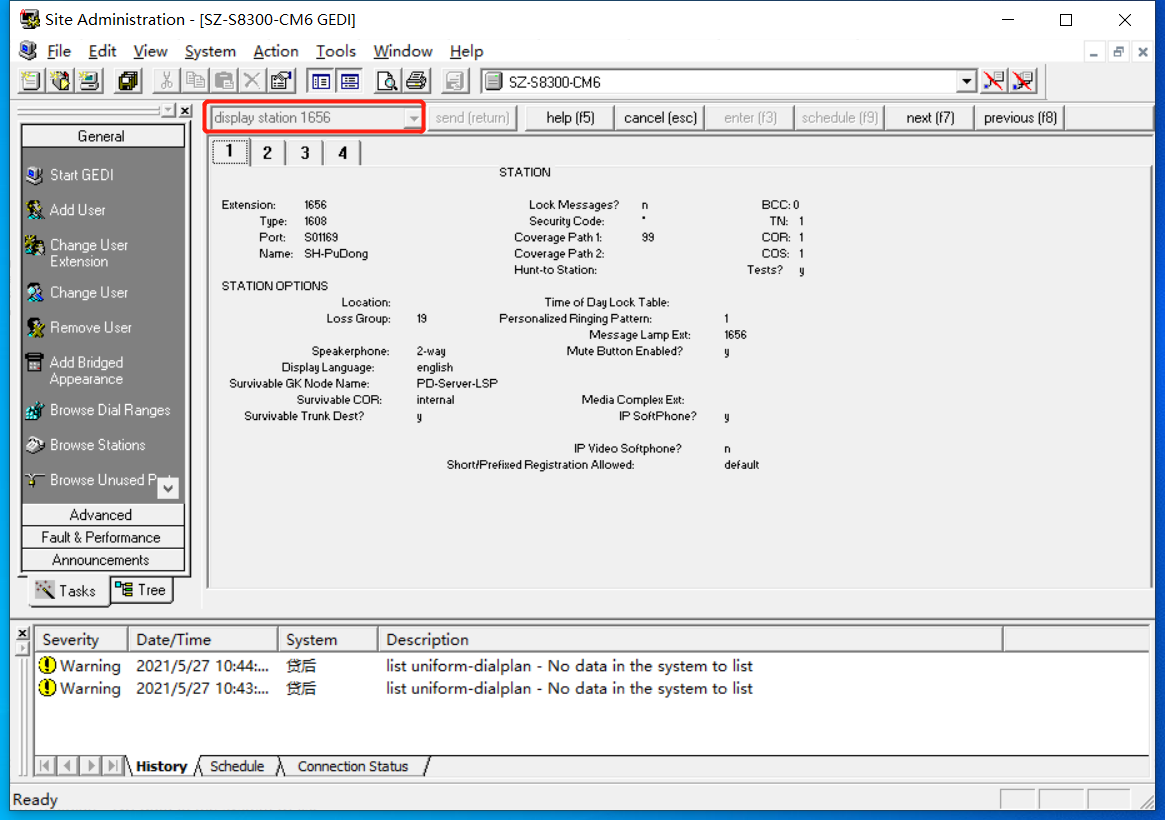 Site Administration - [SZ-S8300-CM6 GEDI]
File Edit View System Action Tools Window Help
SZ-S8300-CM6
display station 1656 send (return) help (f5) cancel (esc) enter (f3) schedule (f9) next (f7) previous (f8)
General
Start GEDI
Add User
Change User
Extension
Change User
Remove User
Add Bridged
Appearance
Browse Dial Ranges
Browse Stations
Browse Unused
Advanced
Fault & Performance
Announcements
Tasks Tree
1 2 3 4
STATION
Extension: 1656 Lock Messages? n BCC: 0
Type: 1608 Security Code: * TN: 1
Port: S01169 Coverage Path 1: 99 COR: 1
Name: SH-PuDong Coverage Path 2: COS: 1
Hunt-to Station: Tests? y
STATION OPTIONS
Location: Time of Day Lock Table:
Loss Group: 19 Personalized Ringing Pattern: 1
Message Lamp Ext: 1656
Speakerphone: 2-way Mute Button Enabled? y
Display Language: english
Survivable GK Node Name: PD-Server-LSP
Survivable COR: internal Media Complex Ext:
Survivable Trunk Dest? y IP SoftPhone? y
IP Video Softphone? n
Short/Prefixed Registration Allowed: default
Severity Date/Time System Description
Warning 2021/5/27 10:44:... 贷后 list uniform-dialplan - No data in the system to list
Warning 2021/5/27 10:43:... 贷后 list uniform-dialplan - No data in the system to list
History Schedule Connection Status
Ready